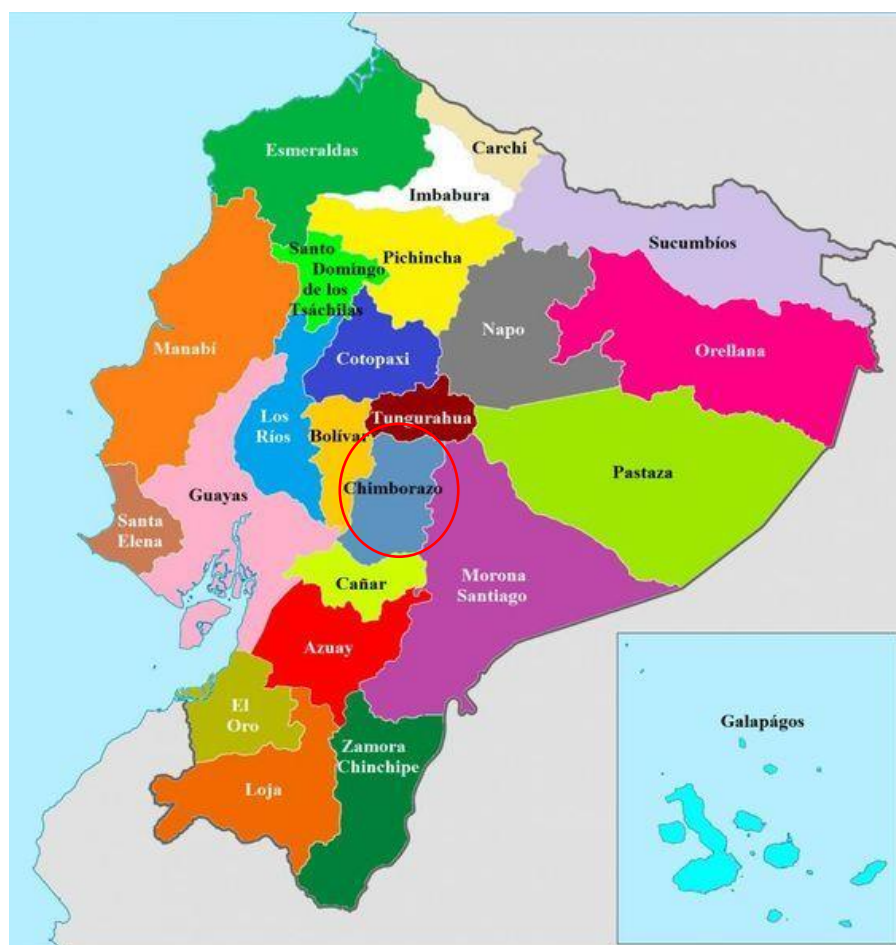 Esmeraldas
Carchi
Imbabura
Sucumbíos
Santo
Domingo
de los
Tsáchilas
Pichincha
Napo
Orellana
Manabí
Cotopaxi
Los
Ríos
Bolívar
Tungurahua
Pastaza
Guayas
Chimborazo
Santa
Elena
Cañar
Morona
Santiago
Azuay
El
Oro
Zamora
Chinchipe
Loja
Galapágos